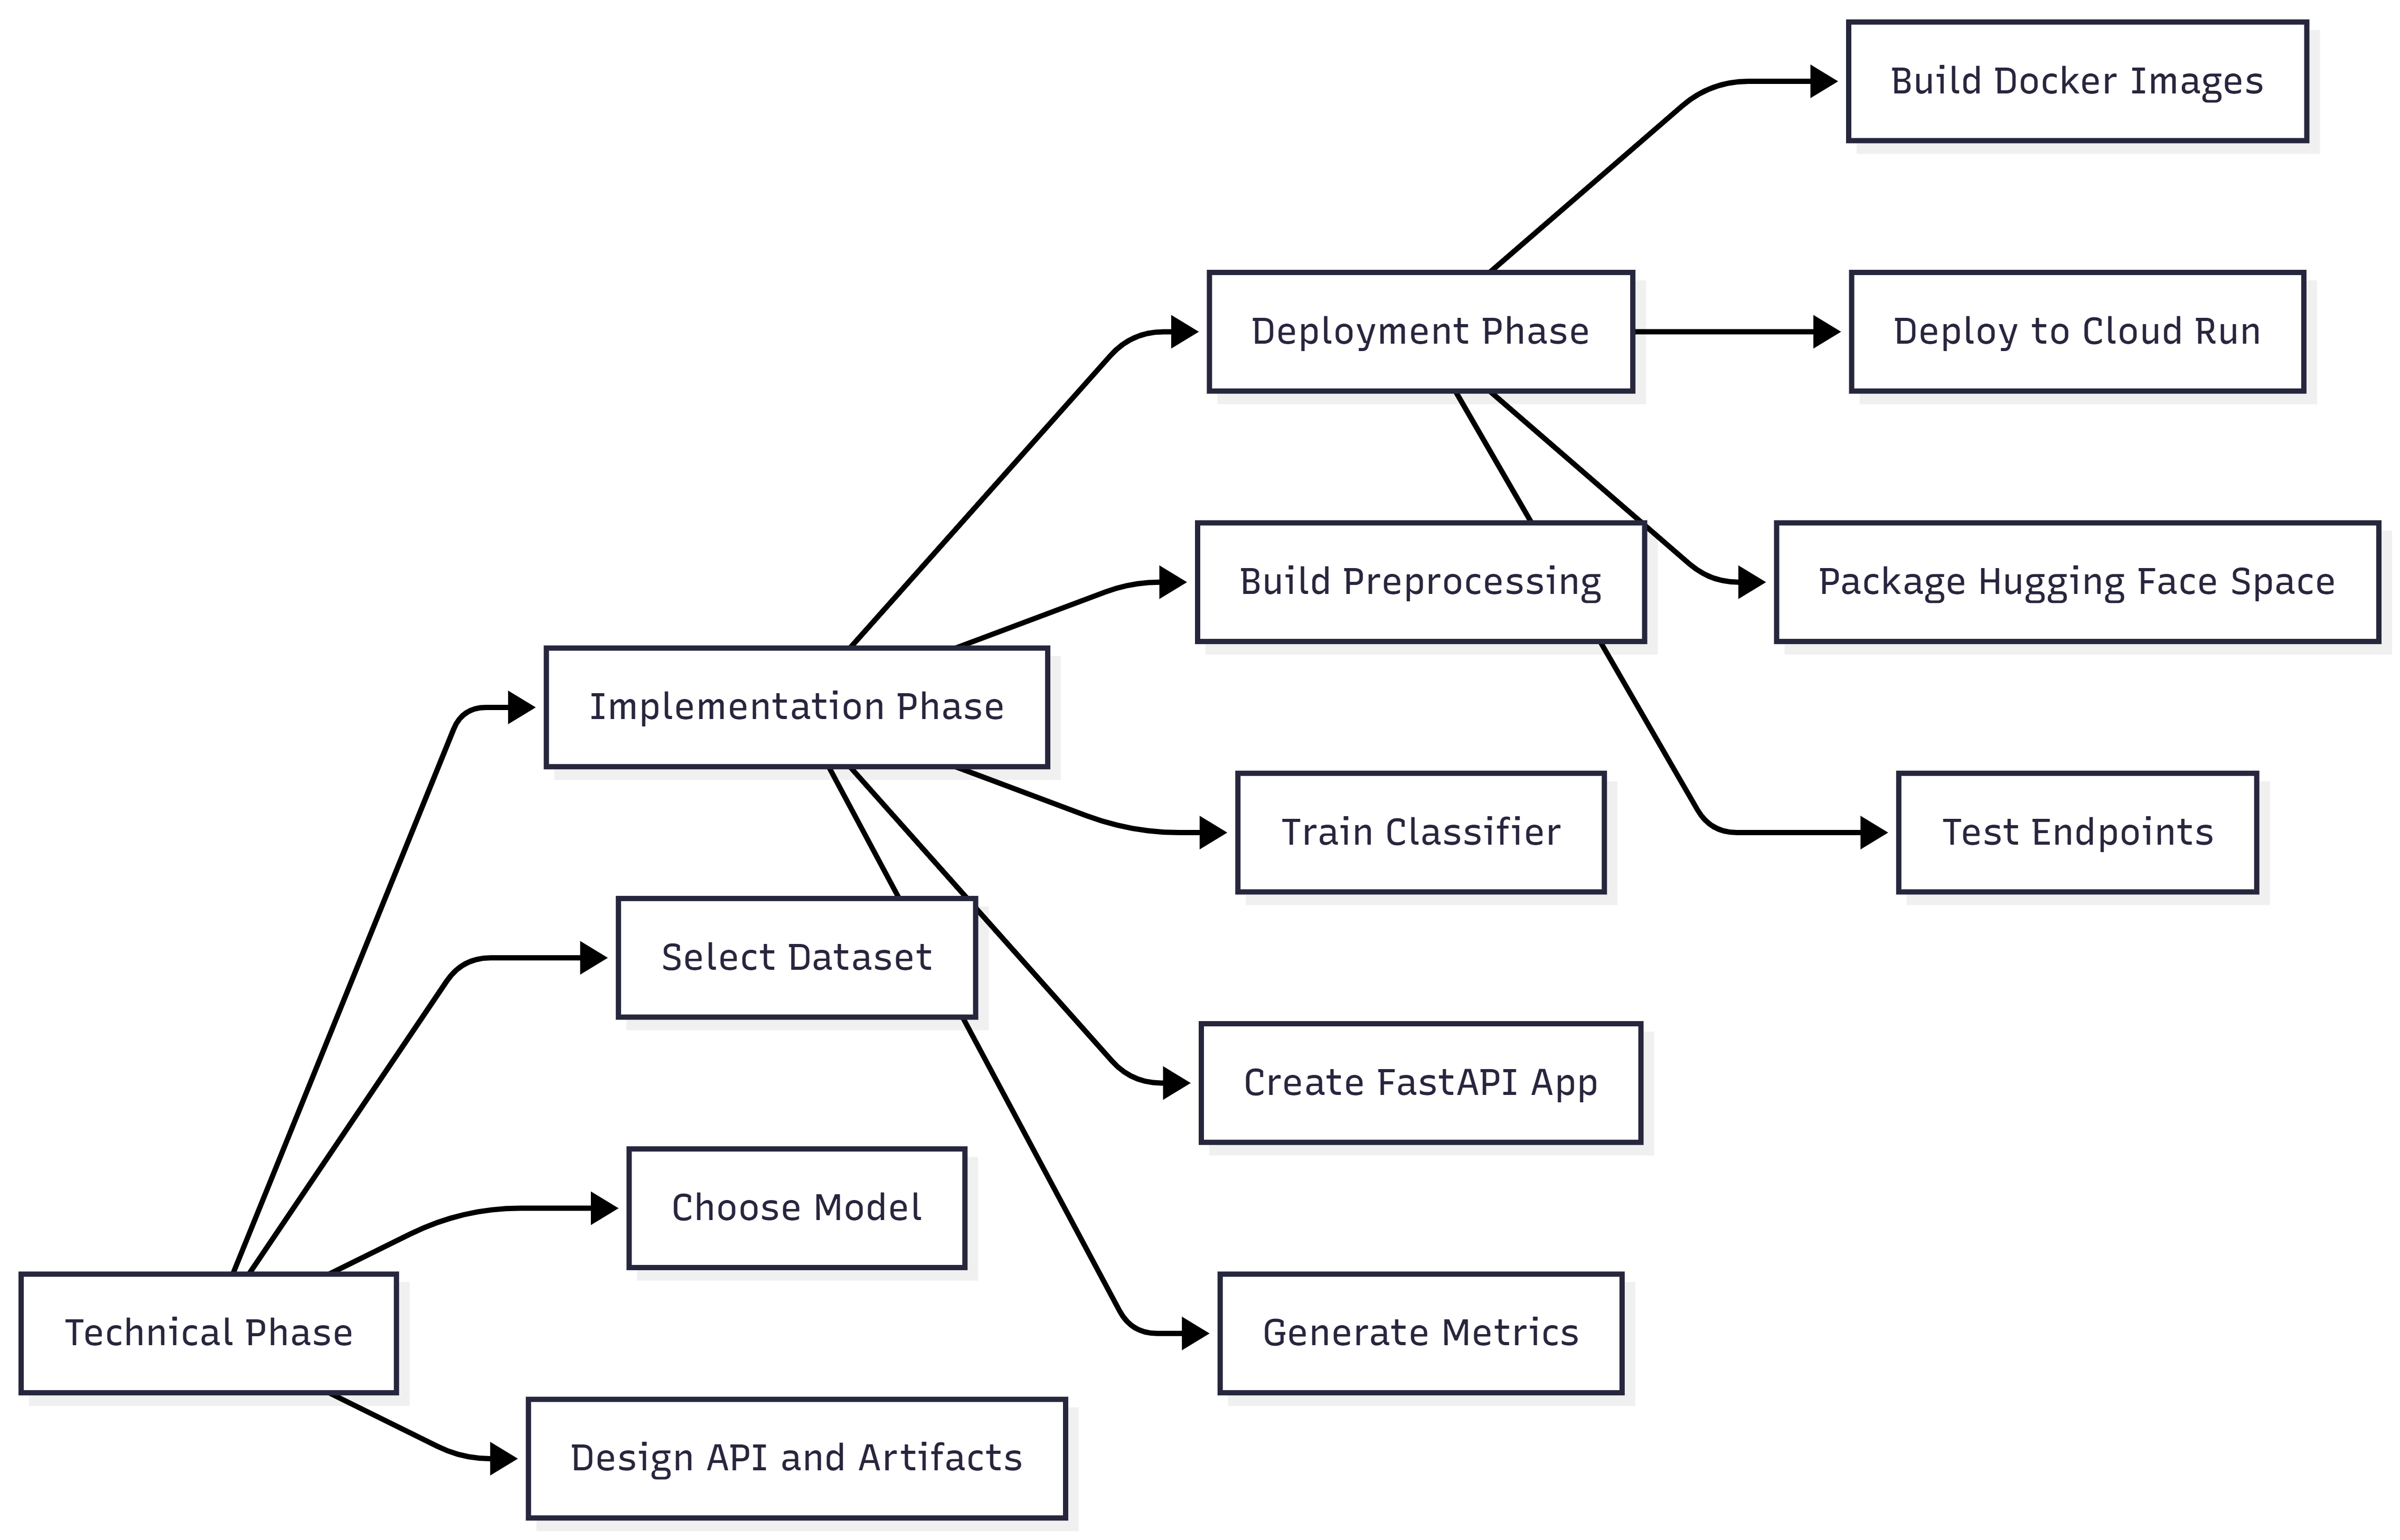 Build Docker Images
Deployment Phase
Deploy to Cloud Run
Build Preprocessing
Package Hugging Face Space
Implementation Phase
Train Classifier
Test Endpoints
Select Dataset
Create FastAPI App
Choose Model
Technical Phase
Generate Metrics
Design API and Artifacts